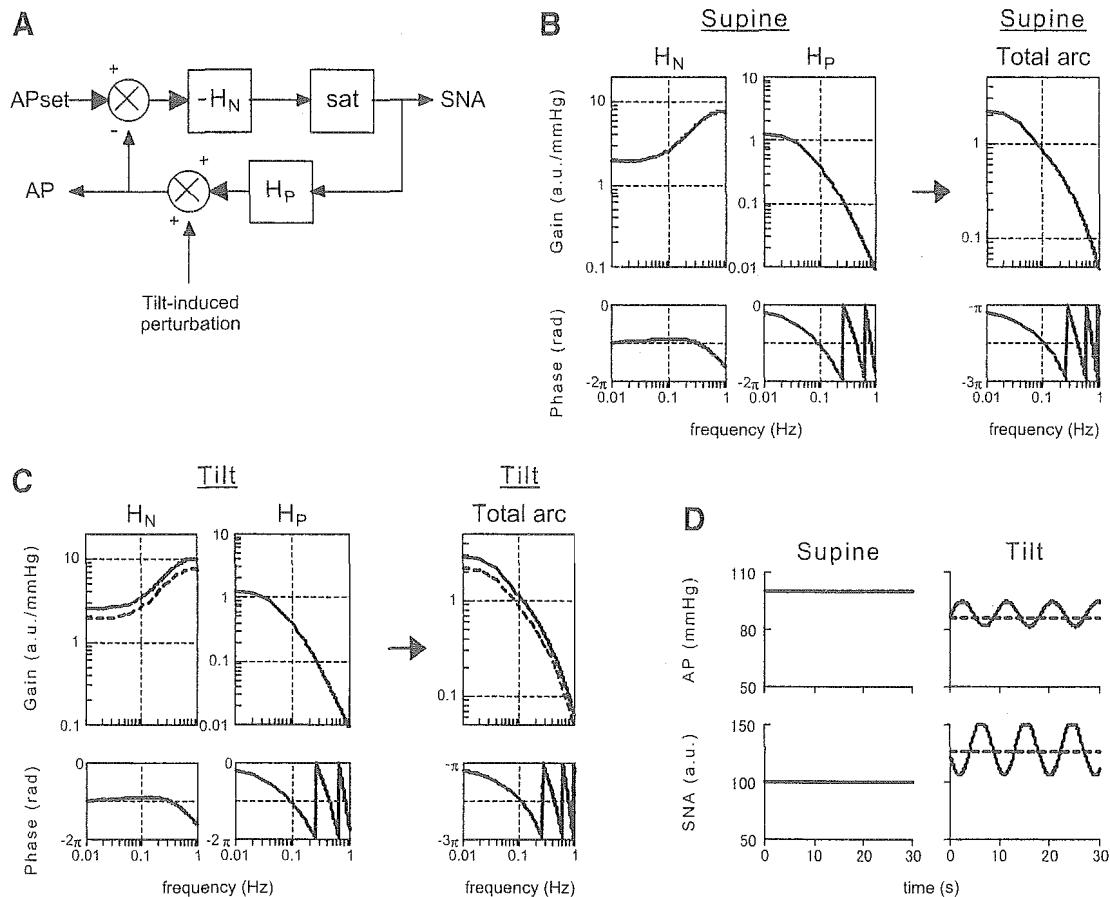 A
APset
+
-
-H_N
sat
SNA
AP
+
+
H_P
Tilt-induced
perturbation
B
Supine
Supine
H_N
H_P
Total arc
Gain (a.u./mmHg)
10
1
0.1
10
1
0.1
0.01
1
0.1
Phase (rad)
0
-2π
0
-2π
-π
-3π
0.01 0.1 1
0.01 0.1 1
0.01 0.1 1
frequency (Hz)
frequency (Hz)
C
Tilt
Tilt
H_N
H_P
Total arc
Gain (a.u./mmHg)
10
1
0.1
10
1
0.1
0.01
1
0.1
Phase (rad)
0
-2π
0
-2π
-π
-3π
0.01 0.1 1
0.01 0.1 1
0.01 0.1 1
frequency (Hz)
frequency (Hz)
D
Supine
Tilt
AP (mmHg)
110
80
50
SNA (a.u.)
150
100
50
0 10 20 30
0 10 20 30
time (s)